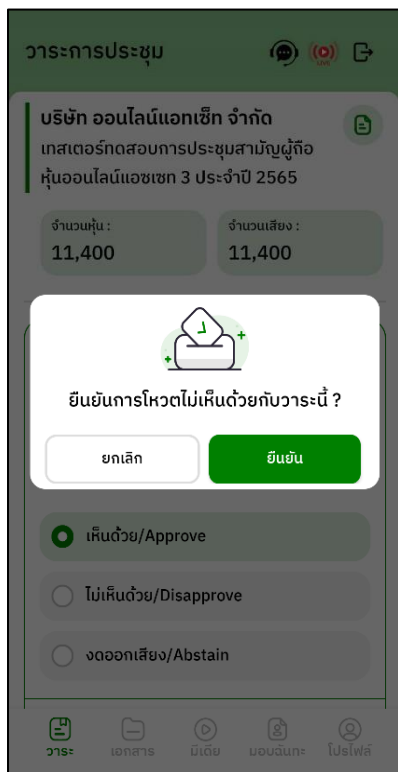 วาระการประชุม
LIVE
บริษัท ออนไลน์แอทเซ็ท จำกัด
เทสเตอร์ทดสอบการประชุมสามัญผู้ถือ
หุ้นออนไลน์แอซเซท 3 ประจำปี 2565
จำนวนหุ้น : จำนวนเสียง :
11,400 11,400
ยืนยันการโหวตไม่เห็นด้วยกับวาระนี้ ?
ยกเลิก ยืนยัน
เห็นด้วย/Approve
ไม่เห็นด้วย/Disapprove
งดออกเสียง/Abstain
วาระ เอกสาร มีเดีย มอบฉันทะ โปรไฟล์